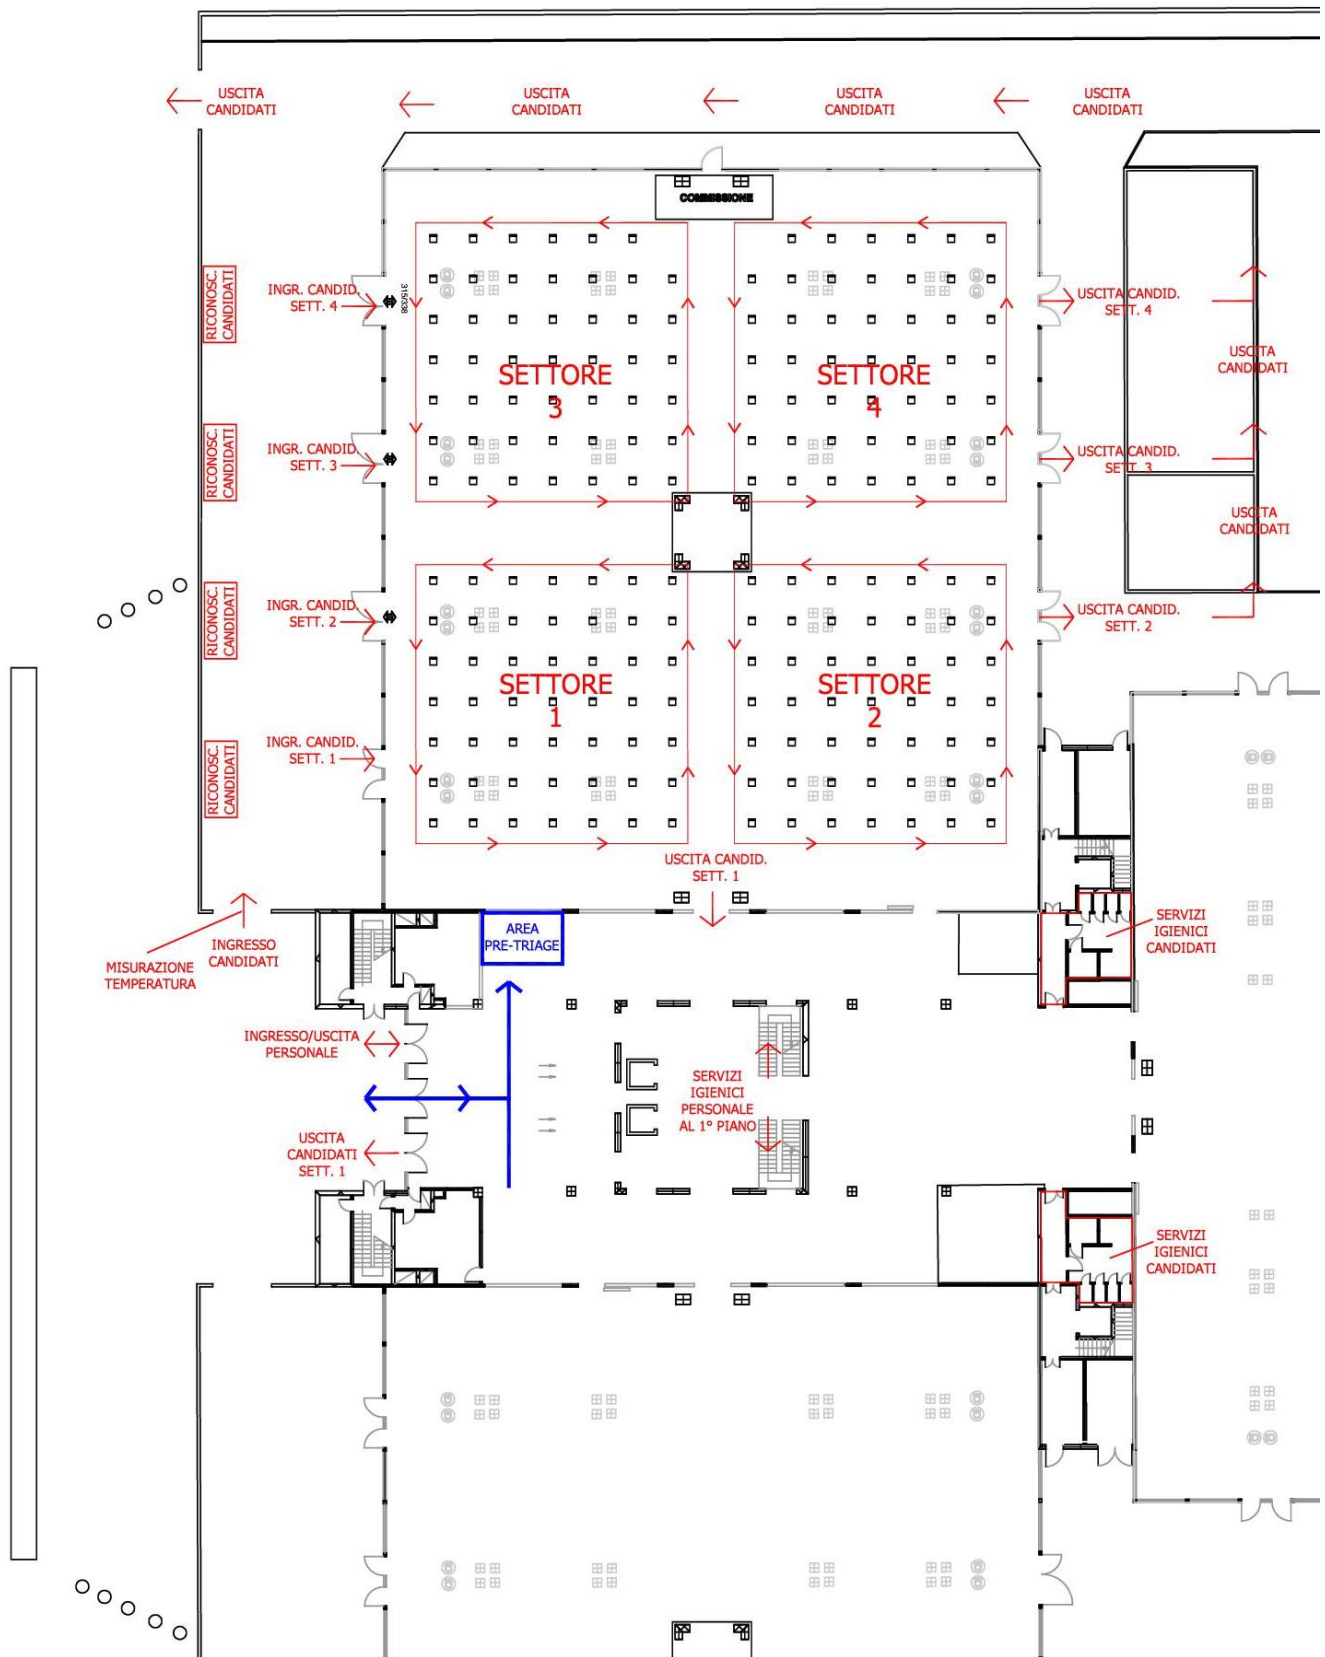 USCITA
CANDIDATI
USCITA
CANDIDATI
USCITA
CANDIDATI
USCITA
CANDIDATI
COMMISSIONE
RICONOSC.
CANDIDATI
INGR. CANDID.
SETT. 4
315/338
SETTORE
3
SETTORE
4
USCITA CANDID.
SETT. 4
USCITA
CANDIDATI
RICONOSC.
CANDIDATI
INGR. CANDID.
SETT. 3
USCITA CANDID.
SETT. 3
USCITA
CANDIDATI
RICONOSC.
CANDIDATI
INGR. CANDID.
SETT. 2
USCITA CANDID.
SETT. 2
SETTORE
1
SETTORE
2
RICONOSC.
CANDIDATI
INGR. CANDID.
SETT. 1
USCITA CANDID.
SETT. 1
MISURAZIONE
TEMPERATURA
INGRESSO
CANDIDATI
AREA
PRE-TRIAGE
SERVIZI
IGIENICI
CANDIDATI
INGRESSO/USCITA
PERSONALE
SERVIZI
IGIENICI
PERSONALE
AL 1° PIANO
USCITA
CANDIDATI
SETT. 1
SERVIZI
IGIENICI
CANDIDATI